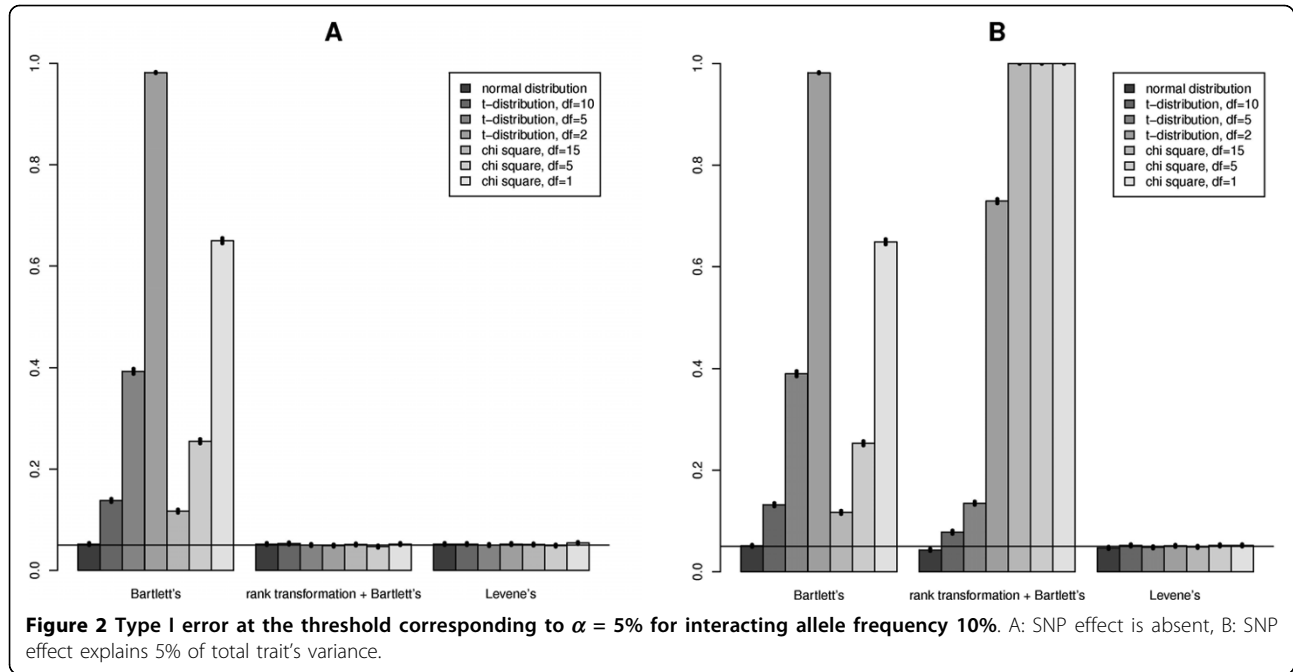 A
1.0
0.8
0.6
0.4
0.2
0.0
normal distribution
t-distribution, df=10
t-distribution, df=5
t-distribution, df=2
chi square, df=15
chi square, df=5
chi square, df=1
Bartlett's
rank transformation + Bartlett's
Levene's
B
1.0
0.8
0.6
0.4
0.2
0.0
normal distribution
t-distribution, df=10
t-distribution, df=5
t-distribution, df=2
chi square, df=15
chi square, df=5
chi square, df=1
Bartlett's
rank transformation + Bartlett's
Levene's
Figure 2 Type I error at the threshold corresponding to α = 5% for interacting allele frequency 10%. A: SNP effect is absent, B: SNP
effect explains 5% of total trait's variance.